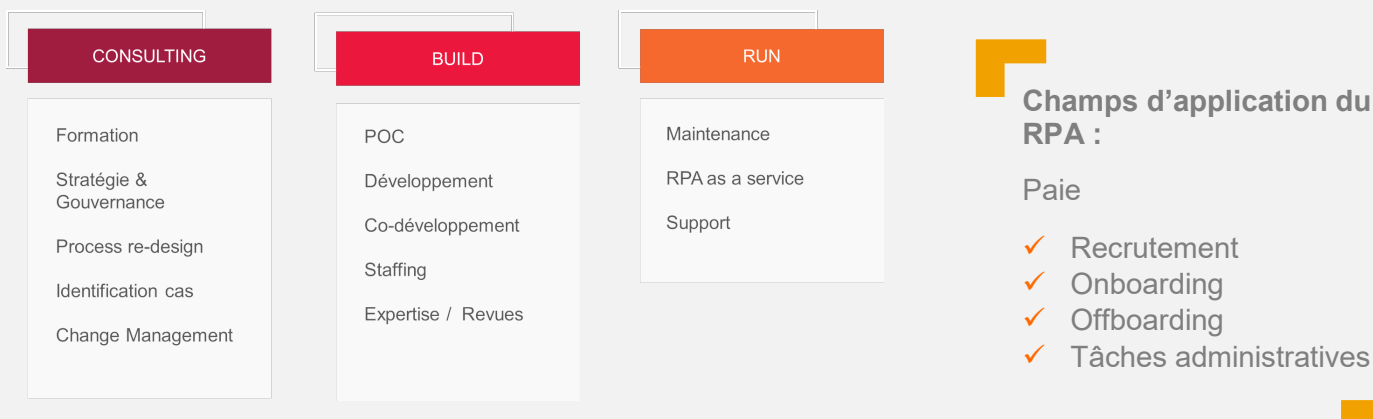 CONSULTING
Formation
Stratégie &
Gouvernance
Process re-design
Identification cas
Change Management
BUILD
POC
Développement
Co-développement
Staffing
Expertise / Revues
RUN
Maintenance
RPA as a service
Support
Champs d’application du
RPA :
Paie
✓ Recrutement
✓ Onboarding
✓ Offboarding
✓ Tâches administratives